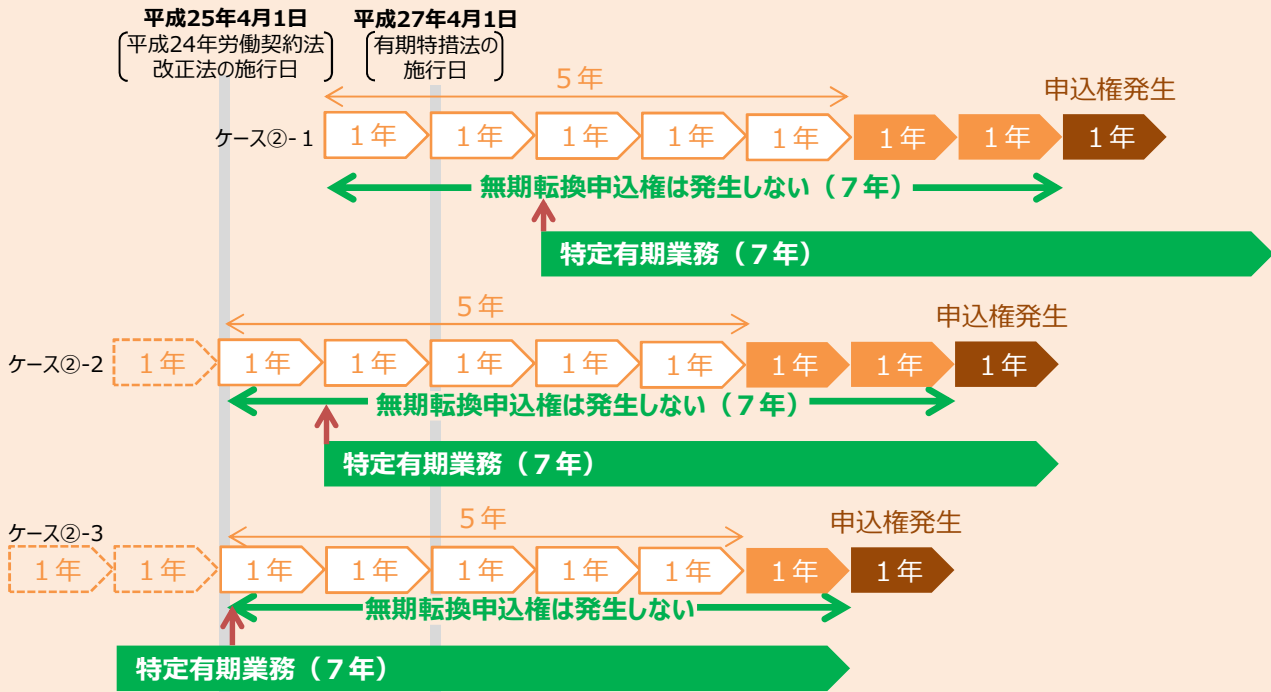 平成25年4月1日
平成24年労働契約法
改正法の施行日
平成27年4月1日
有期特措法の
施行日
5年
申込権発生
ケース②-1
1年 1年 1年 1年 1年 1年 1年 1年
無期転換申込権は発生しない（7年）
特定有期業務（7年）
5年
申込権発生
ケース②-2
1年 1年 1年 1年 1年 1年 1年 1年 1年
無期転換申込権は発生しない（7年）
特定有期業務（7年）
ケース②-3
5年
申込権発生
1年 1年 1年 1年 1年 1年 1年 1年 1年
無期転換申込権は発生しない
特定有期業務（7年）